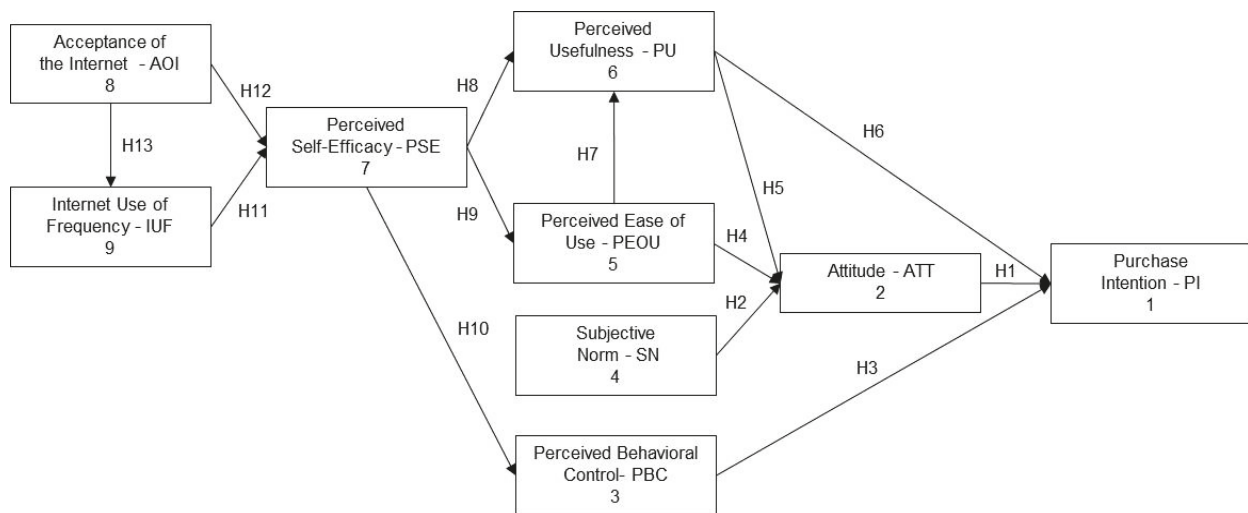 Acceptance of
the Internet - AOI
8
H13
Internet Use of
Frequency - IUF
9
H12
H11
Perceived
Self-Efficacy - PSE
7
H8
H9
H10
Perceived
Usefulness - PU
6
H7
Perceived Ease of
Use - PEOU
5
Subjective
Norm - SN
4
Perceived Behavioral
Control- PBC
3
H6
H5
H4
H2
H3
Attitude - ATT
2
H1
Purchase
Intention - PI
1